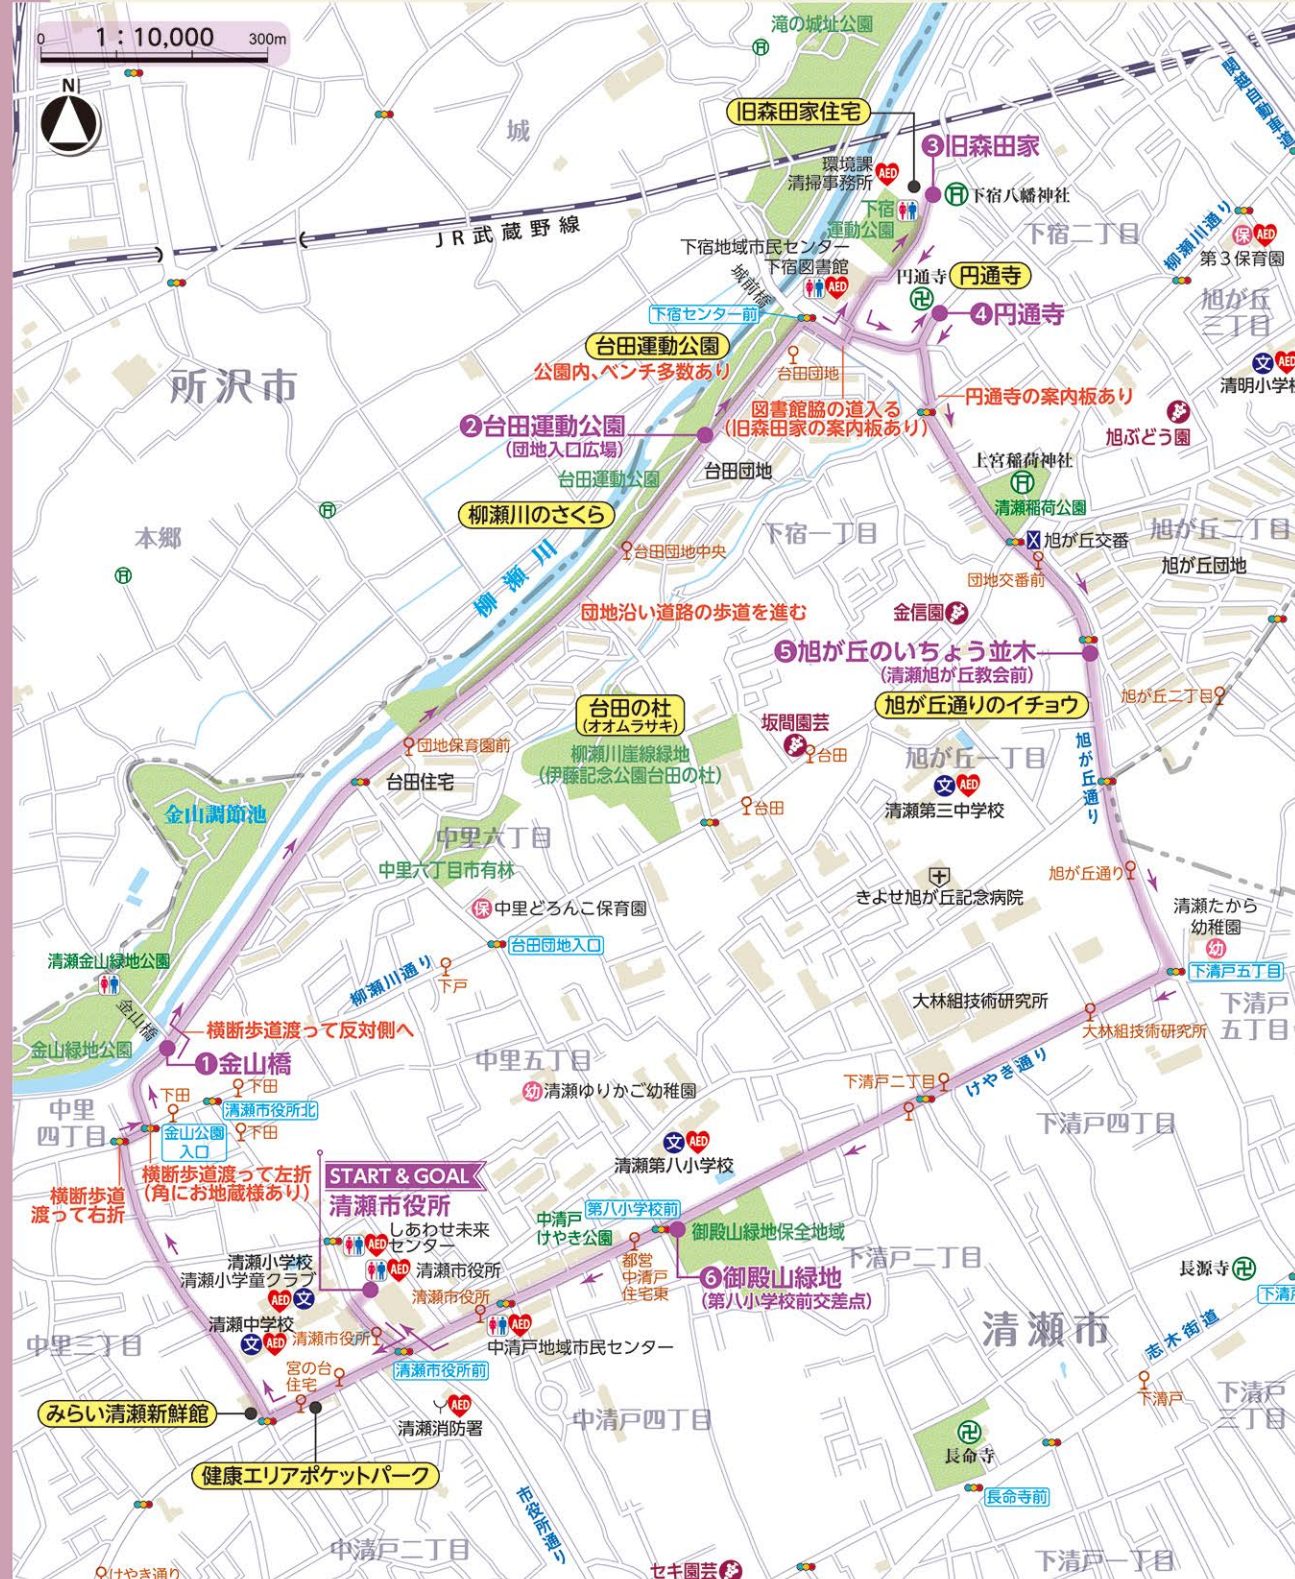 0 1：10,000 300m
N
滝の城址公園
関越自動車道
城
旧森田家住宅
❸旧森田家
環境課
清掃事務所
AED
下宿八幡神社
下宿
運動公園
下宿二丁目
柳瀬川通り
保 AED
第3保育園
JR武蔵野線
下宿地域市民センター
下宿図書館
AED
城前橋
円通寺
円通寺
❹円通寺
旭が丘
三丁目
下宿センター前
台田運動公園
公園内、ベンチ多数あり
台田団地
文 AED
清明小学校
所沢市
図書館脇の道入る
(旧森田家の案内板あり)
円通寺の案内板あり
旭ぶどう園
❷台田運動公園
(団地入口広場)
台田運動公園
台田団地
上宮稲荷神社
清瀬稲荷公園
柳瀬川のさくら
本郷
下宿一丁目
旭が丘交番
旭が丘二丁目
旭が丘団地
台田団地中央
柳瀬川
団地交番前
団地沿い道路の歩道を進む
金信園
❺旭が丘のいちょう並木
(清瀬旭が丘教会前)
旭が丘通りのイチョウ
旭が丘二丁目
台田の杜
(オオムラサキ)
坂間園芸
台田
柳瀬川崖線緑地
(伊藤記念公園台田の杜)
団地保育園前
台田住宅
旭が丘一丁目
文 AED
清瀬第三中学校
旭が丘通り
金山調節池
台田
中里六丁目
中里六丁目市有林
旭が丘通り
きよせ旭が丘記念病院
保 中里どろんこ保育園
清瀬たから
幼稚園
幼
台田団地入口
下清戸五丁目
清瀬金山緑地公園
柳瀬川通り
下戸
大林組技術研究所
下清戸
五丁目
金山橋
横断歩道渡って反対側へ
大林組技術研究所
金山緑地公園
❶金山橋
中里五丁目
幼 清瀬ゆりかご幼稚園
下清戸二丁目
けやき通り
下田
下田
清瀬市役所北
下田
中里
四丁目
金山公園
入口
下清戸四丁目
文 AED
清瀬第八小学校
横断歩道渡って左折
(角にお地蔵様あり)
START & GOAL
清瀬市役所
横断歩道
渡って右折
第八小学校前
中清戸
けやき公園
御殿山緑地保全地域
しあわせ未来
センター
AED
都営
中清戸
住宅東
下清戸二丁目
清瀬小学校
清瀬小学童クラブ
AED 文
AED 清瀬市役所
❻御殿山緑地
(第八小学校前交差点)
長源寺
清瀬市役所
清瀬市
志木街道
清瀬中学校
文 AED
清瀬市役所
AED
中清戸地域市民センター
中里三丁目
宮の台
住宅
清瀬市役所前
下清戸
下清戸
三丁目
みらい清瀬新鮮館
AED
清瀬消防署
中清戸四丁目
長命寺
健康エリアポケットパーク
長命寺前
市役所通り
中清戸二丁目
下清戸一丁目
けやき通り
セキ園芸